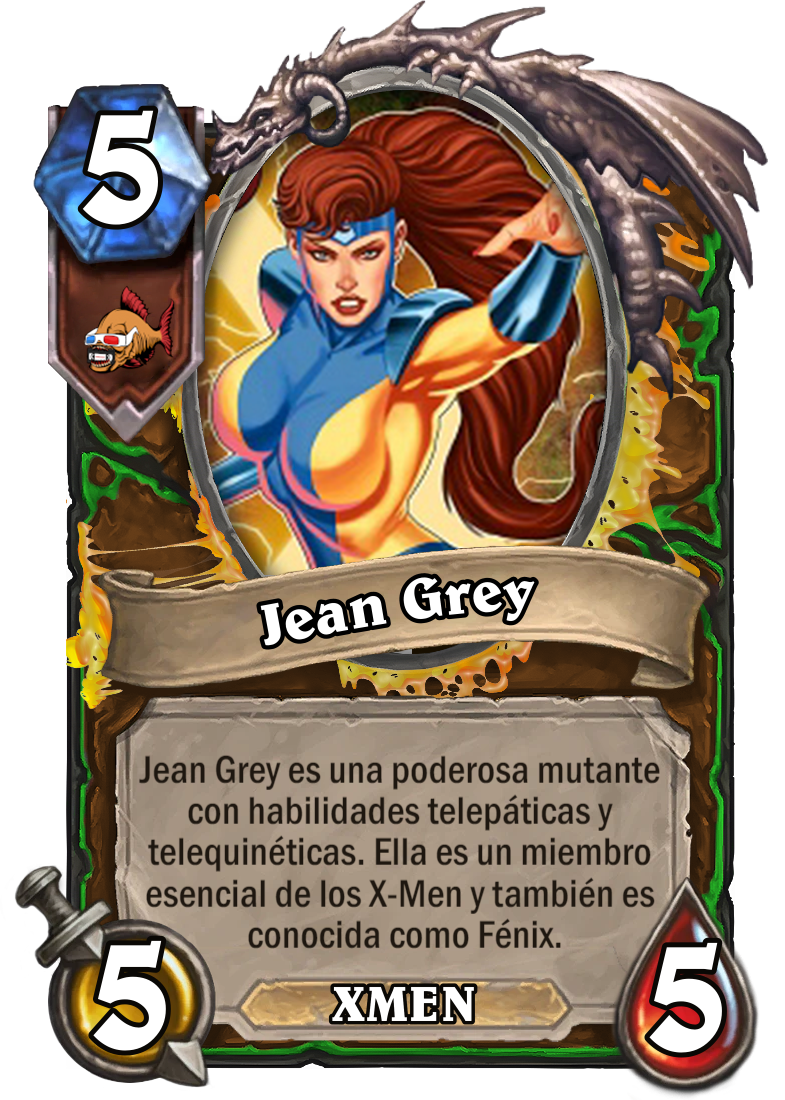 5
Jean Grey
Jean Grey es una poderosa mutante
con habilidades telepáticas y
telequinéticas. Ella es un miembro
esencial de los X-Men y también es
conocida como Fénix.
5
XMEN
5